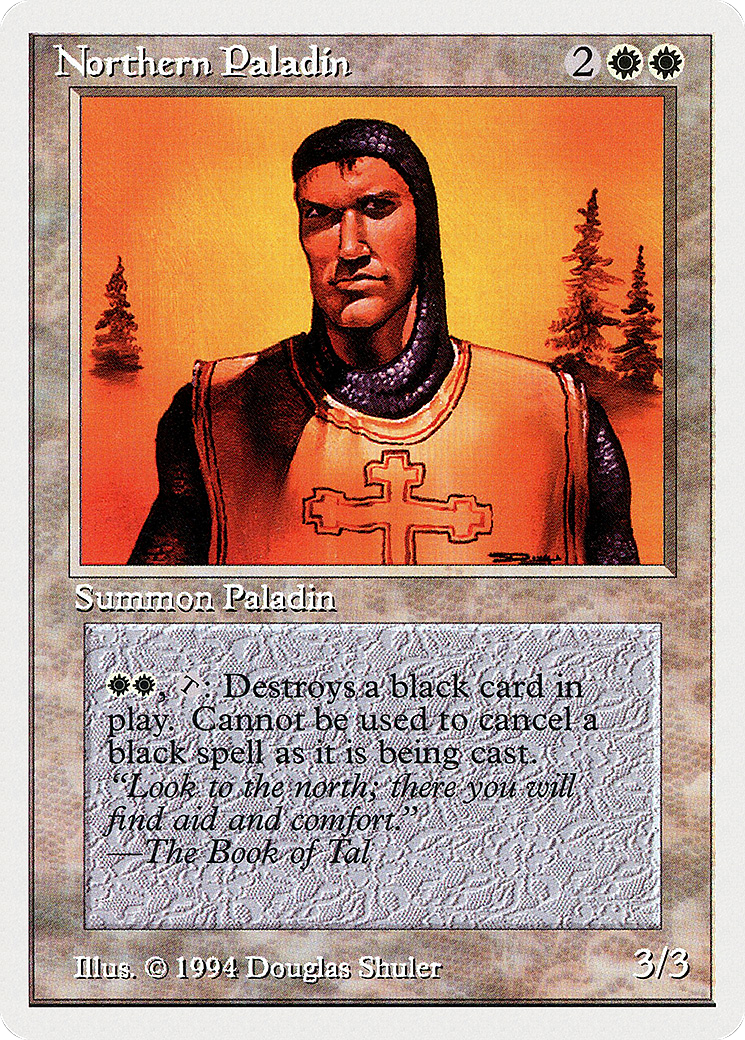 Northern Paladin 2
Summon Paladin
, T: Destroys a black card in
play. Cannot be used to cancel a
black spell as it is being cast.
“Look to the north; there you will
find aid and comfort.”
—The Book of Tal
Illus. © 1994 Douglas Shuler 3/3